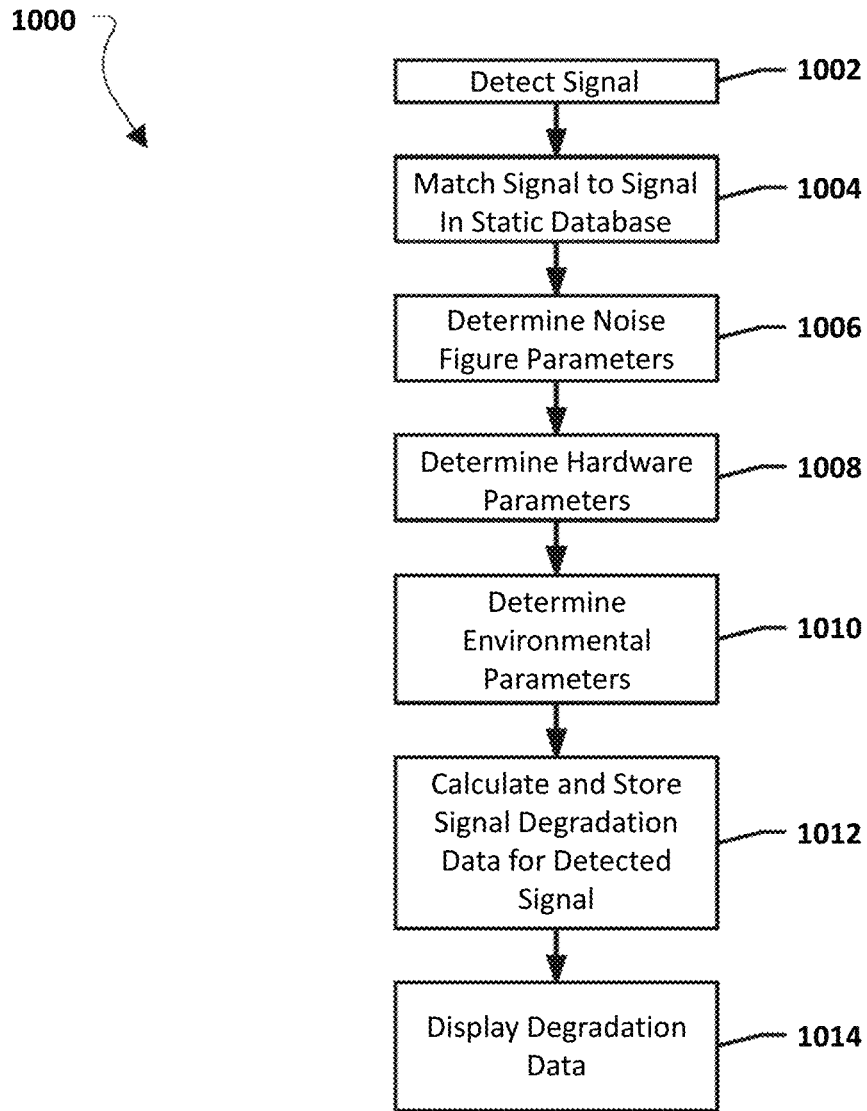 1000
Detect Signal
1002
Match Signal to Signal
In Static Database
1004
Determine Noise
Figure Parameters
1006
Determine Hardware
Parameters
1008
Determine
Environmental
Parameters
1010
Calculate and Store
Signal Degradation
Data for Detected
Signal
1012
Display Degradation
Data
1014